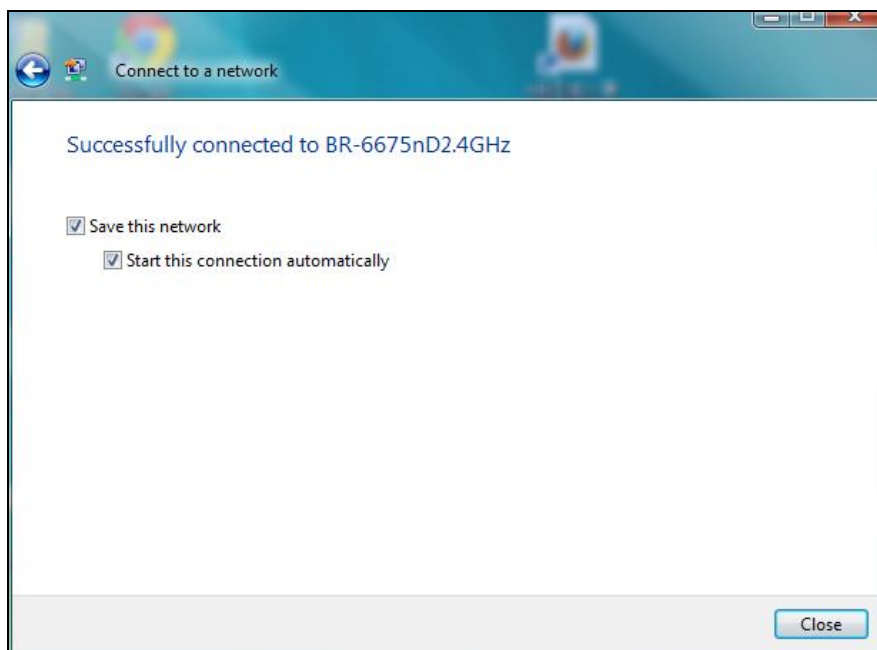 Connect to a network
Successfully connected to BR-6675nD2.4GHz
Save this network
Start this connection automatically
Close